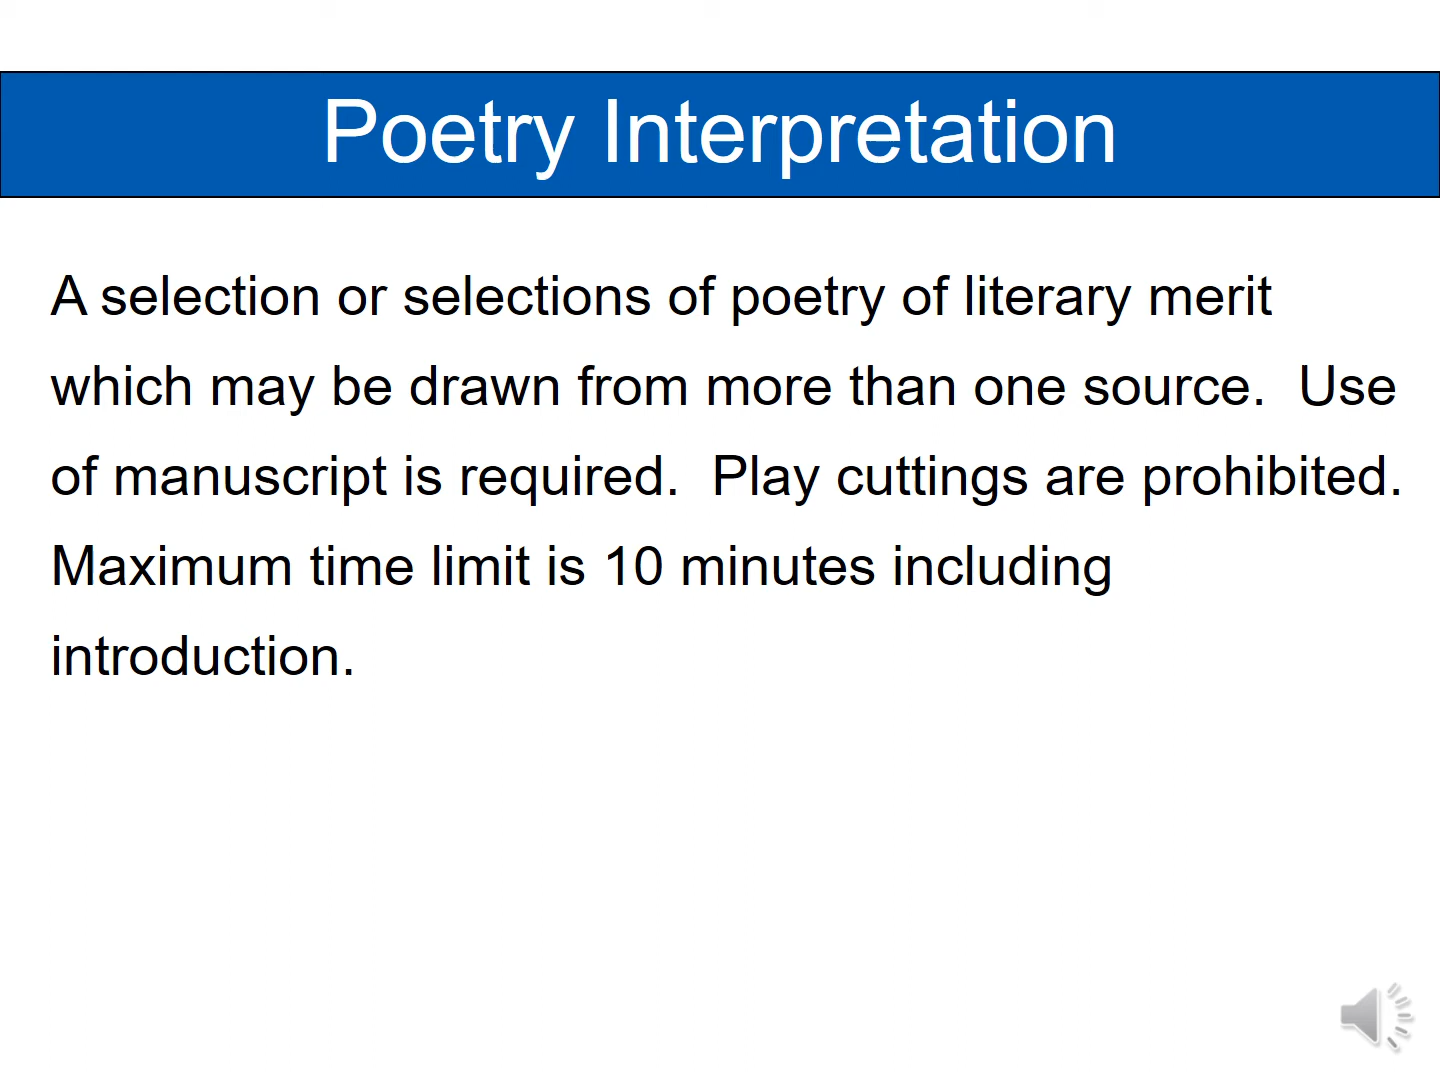 Poetry Interpretation
A selection or selections of poetry of literary merit
which may be drawn from more than one source.  Use
of manuscript is required.  Play cuttings are prohibited.
Maximum time limit is 10 minutes including
introduction.